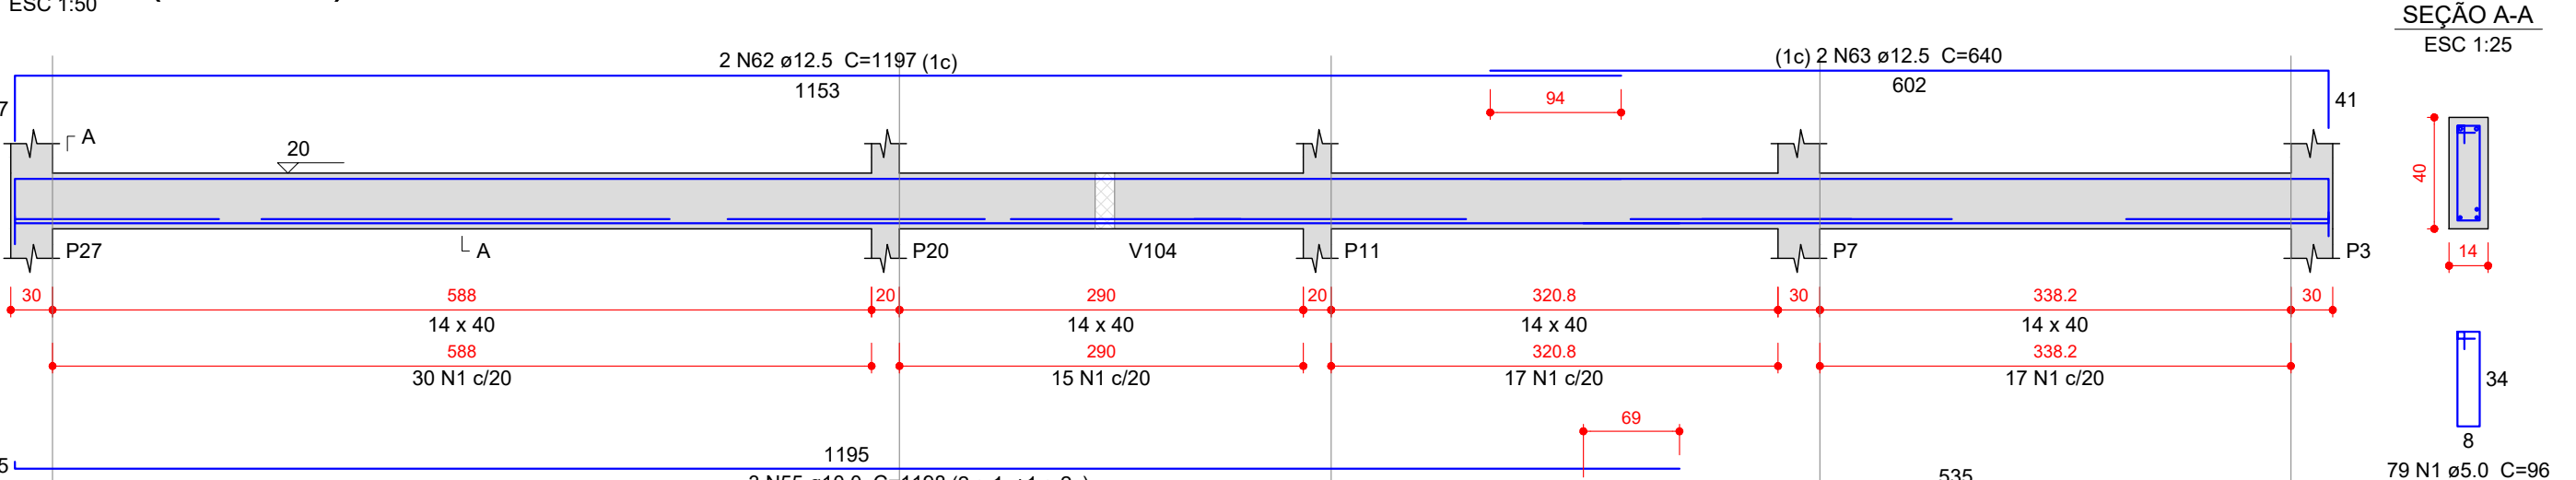 ESC 1:50
SEÇÃO A-A
ESC 1:25
2 N62 ø12.5 C=1197 (1c)
(1c) 2 N63 ø12.5 C=640
1153
602
94
7
41
A
20
40
A
P27
P20
V104
P11
P7
P3
14
30
588
20
290
20
320.8
30
338.2
30
14 x 40
14 x 40
14 x 40
14 x 40
588
290
320.8
338.2
30 N1 c/20
15 N1 c/20
17 N1 c/20
17 N1 c/20
34
69
8
1195
5
535
79 N1 ø5.0 C=96